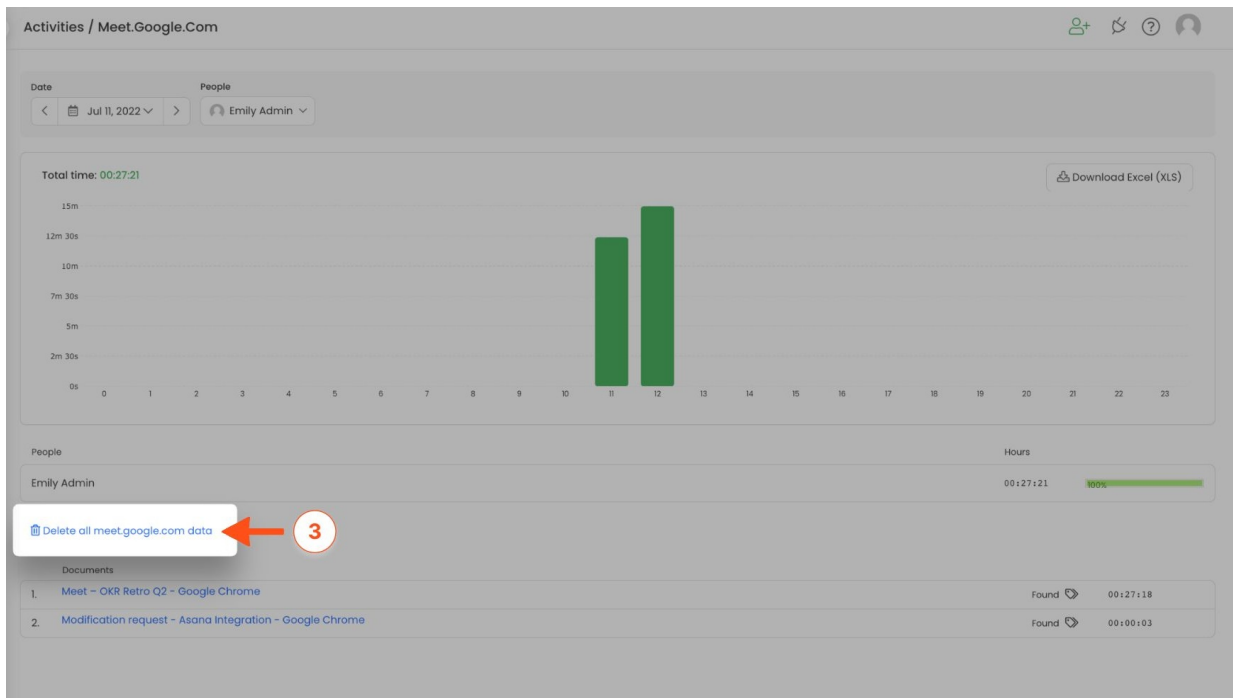 Activities / Meet.Google.Com
Date
People
Jul 11, 2022
Emily Admin
Total time: 00:27:21
Download Excel (XLS)
15m
12m 30s
10m
7m 30s
5m
2m 30s
0s
0 1 2 3 4 5 6 7 8 9 10 11 12 13 14 15 16 17 18 19 20 21 22 23
People Hours
Emily Admin 00:27:21 100%
Delete all meet.google.com data 3
Documents
1. Meet – OKR Retro Q2 - Google Chrome Found 00:27:18
2. Modification request - Asana Integration - Google Chrome Found 00:00:03